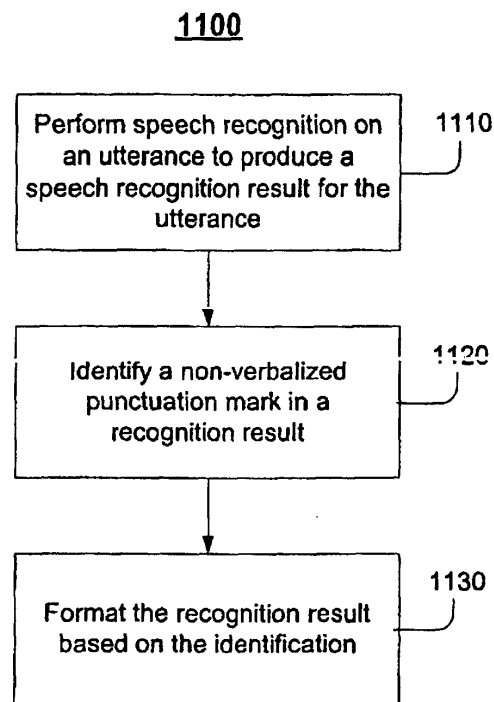 1100
Perform speech recognition on
an utterance to produce a
speech recognition result for the
utterance
1110
Identify a non-verbalized
punctuation mark in a
recognition result
1120
Format the recognition result
based on the identification
1130